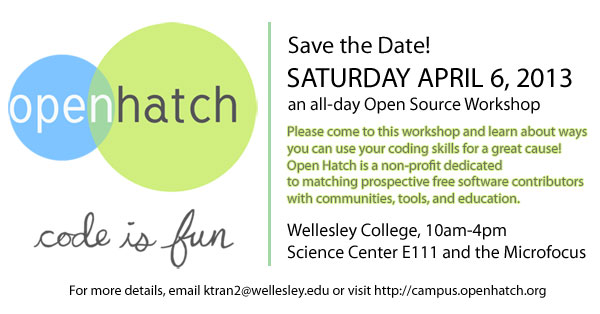 openhatch
code is fun
Save the Date!
SATURDAY APRIL 6, 2013
an all-day Open Source Workshop
Please come to this workshop and learn about ways
you can use your coding skills for a great cause!
Open Hatch is a non-profit dedicated
to matching prospective free software contributors
with communities, tools, and education.
Wellesley College, 10am-4pm
Science Center E111 and the Microfocus
For more details, email ktran2@wellesley.edu or visit http://campus.openhatch.org